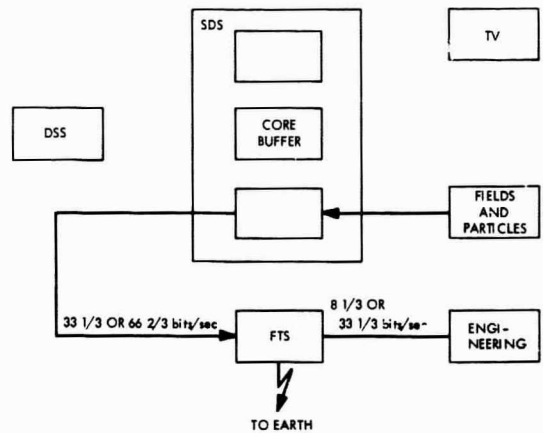 SDS
TV
DSS
CORE
BUFFER
FIELDS
AND
PARTICLES
33 1/3 OR 66 2/3 bits/sec
FTS
8 1/3 OR
33 1/3 bits/sec
ENGI-
NEERING
TO EARTH